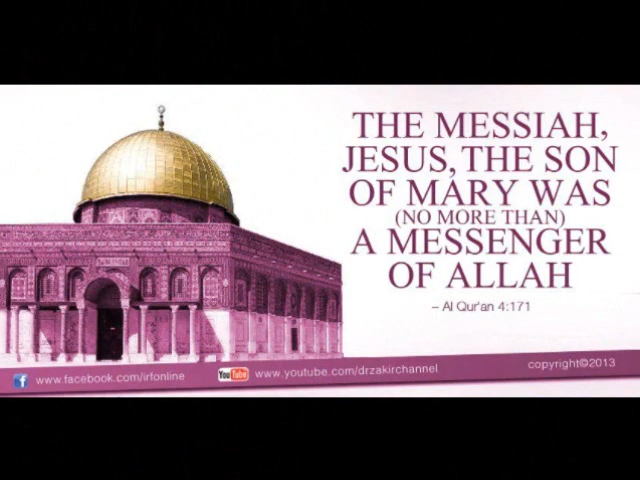 THE MESSIAH,
JESUS, THE SON
OF MARY WAS
(NO MORE THAN)
A MESSENGER
OF ALLAH
– Al Qur'an 4:171
f www.facebook.com/irfonline YouTube www.youtube.com/drzakirchannel copyright©2013